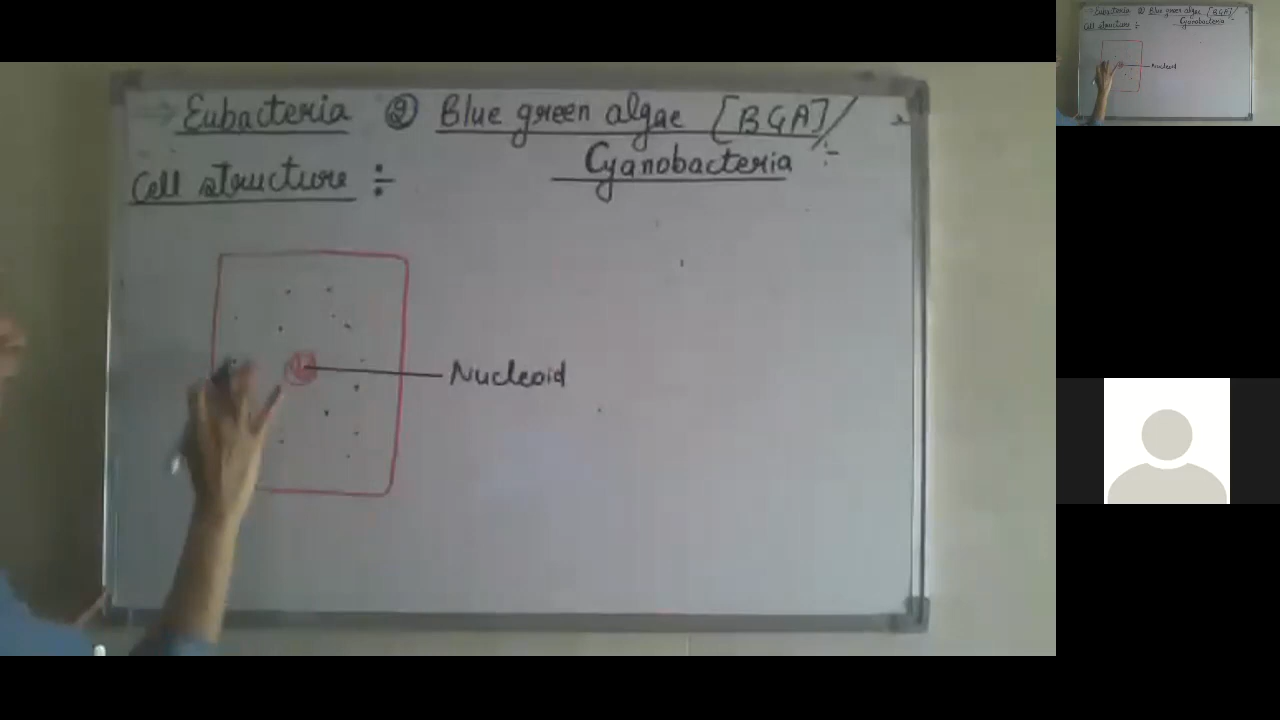 Eubacteria ② Blue green algae [BGA]/
Cyanobacteria :-
Cell structure ÷
Nucleoid